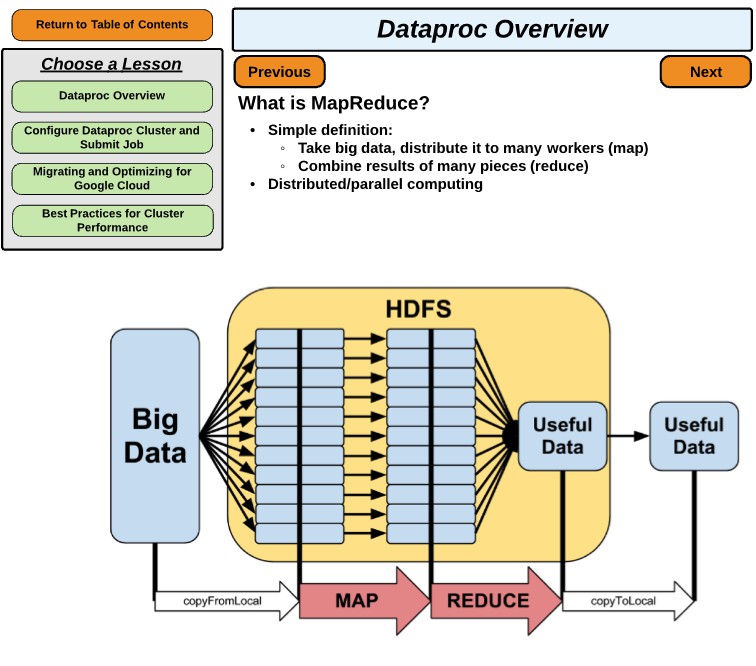 Return to Table of Contents
Dataproc Overview
Choose a Lesson
Dataproc Overview
Configure Dataproc Cluster and
Submit Job
Migrating and Optimizing for
Google Cloud
Best Practices for Cluster
Performance
Previous
Next
What is MapReduce?
• Simple definition:
◦ Take big data, distribute it to many workers (map)
◦ Combine results of many pieces (reduce)
• Distributed/parallel computing
HDFS
Big
Data
Useful
Data
Useful
Data
copyFromLocal
MAP
REDUCE
copyToLocal